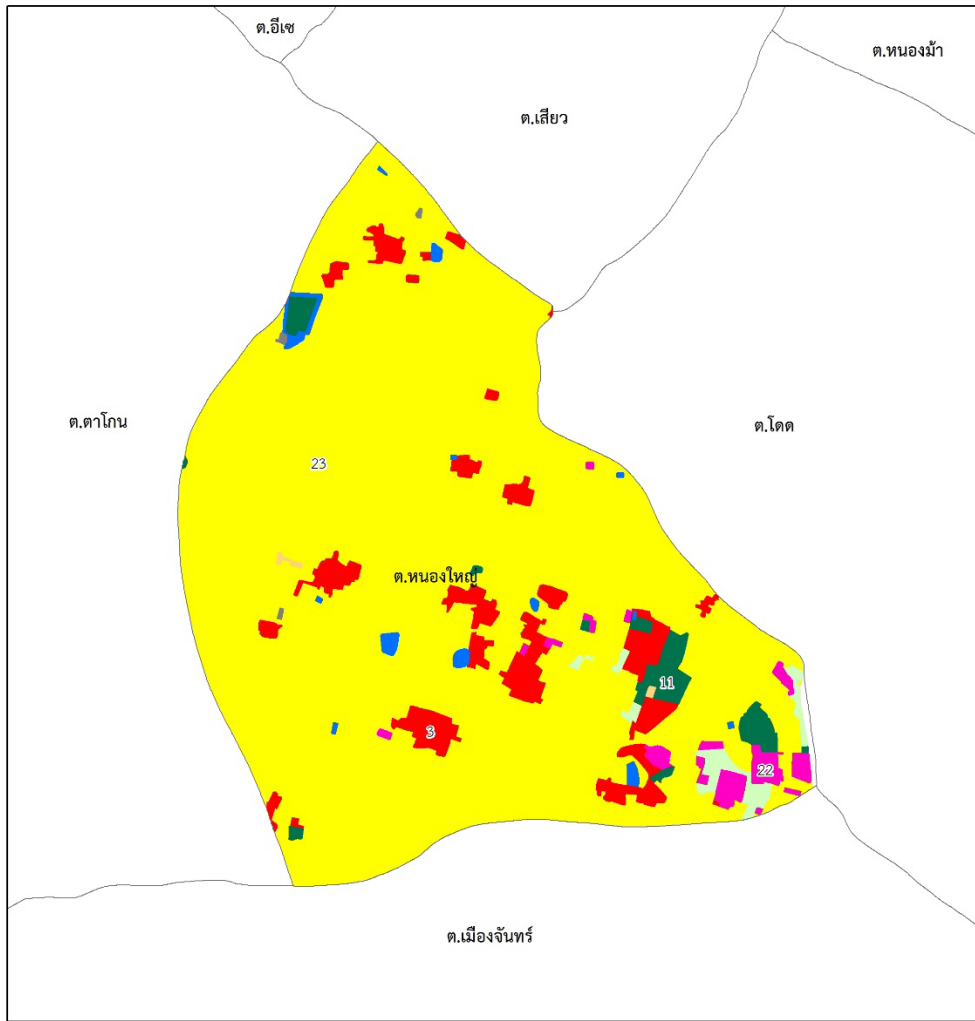 ต.อีเซ
ต.หนองม้า
ต.เสียว
ต.ตาโกน
ต.โดด
23
ต.หนองใหญ่
11
3
22
ต.เมืองจันทร์